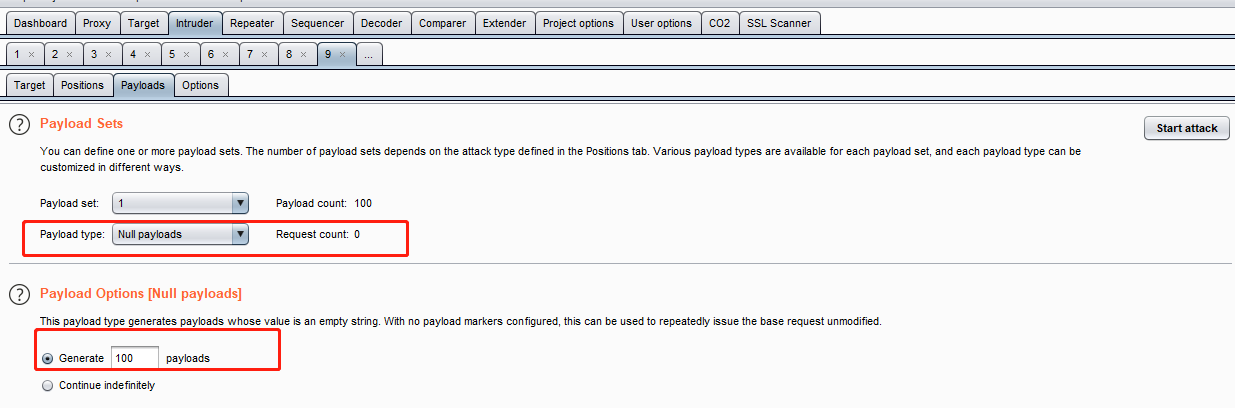 Dashboard Proxy Target Intruder Repeater Sequencer Decoder Comparer Extender Project options User options CO2 SSL Scanner
1 × 2 × 3 × 4 × 5 × 6 × 7 × 8 × 9 × ...
Target Positions Payloads Options
? Payload Sets
Start attack
You can define one or more payload sets. The number of payload sets depends on the attack type defined in the Positions tab. Various payload types are available for each payload set, and each payload type can be
customized in different ways.
Payload set: 1 Payload count: 100
Payload type: Null payloads Request count: 0
? Payload Options [Null payloads]
This payload type generates payloads whose value is an empty string. With no payload markers configured, this can be used to repeatedly issue the base request unmodified.
Generate 100 payloads
Continue indefinitely